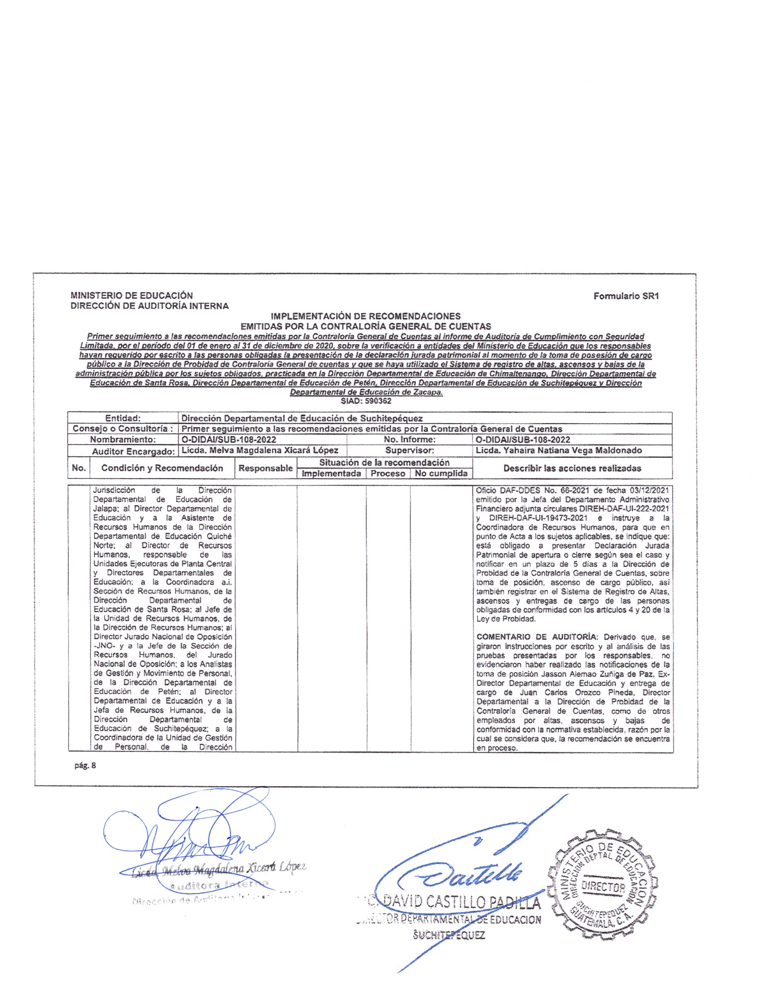 MINISTERIO DE EDUCACIÓN
Formulario SR1
DIRECCIÓN DE AUDITORÍA INTERNA
IMPLEMENTACIÓN DE RECOMENDACIONES
EMITIDAS POR LA CONTRALORÍA GENERAL DE CUENTAS
Primer seguimiento a las recomendaciones emitidas por la Contraloría General de Cuentas al informe de Auditoria de Cumplimiento con Seguridad
Limitada, por el período del 01 de enero al 31 de diciembre de 2020, sobre la verificación a entidades del Ministerio de Educación que los responsables
hayan requerido por escrito a las personas obligadas la presentación de la declaración jurada patrimonial al momento de la toma de posesión de cargo
público a la Dirección de Probidad de Contraloría General de cuentas y que se haya utilizado el Sistema de registro de altas, ascensos y bajas de la
administración pública por los sujetos obligados, practicada en la Dirección Departamental de Educación de Chimaltenango, Dirección Departamental de
Educación de Santa Rosa, Dirección Departamental de Educación de Petén, Dirección Departamental de Educación de Suchitepéquez y Dirección
Departamental de Educación de Zacapa.
SIAD: 590362
Entidad: Dirección Departamental de Educación de Suchitepéquez
Consejo o Consultoría : Primer seguimiento a las recomendaciones emitidas por la Contraloría General de Cuentas
Nombramiento: O-DIDAI/SUB-108-2022 No. Informe: O-DIDAI/SUB-108-2022
Auditor Encargado: Licda. Melva Magdalena Xicará López Supervisor: Licda. Yahaira Natiana Vega Maldonado
No. Condición y Recomendación Responsable Situación de la recomendación Describir las acciones realizadas
Implementada Proceso No cumplida
Jurisdicción de la Dirección
Departamental de Educación de
Jalapa; al Director Departamental de
Educación y a la Asistente de
Recursos Humanos de la Dirección
Departamental de Educación Quiché
Norte; al Director de Recursos
Humanos, responsable de las
Unidades Ejecutoras de Planta Central
y Directores Departamentales de
Educación; a la Coordinadora a.i.
Sección de Recursos Humanos, de la
Dirección Departamental de
Educación de Santa Rosa; al Jefe de
la Unidad de Recursos Humanos, de
la Dirección de Recursos Humanos; al
Director Jurado Nacional de Oposición
-JNO- y a la Jefe de la Sección de
Recursos Humanos, del Jurado
Nacional de Oposición; a los Analistas
de Gestión y Movimiento de Personal,
de la Dirección Departamental de
Educación de Petén; al Director
Departamental de Educación y a la
Jefa de Recursos Humanos, de la
Dirección Departamental de
Educación de Suchitepéquez; a la
Coordinadora de la Unidad de Gestión
de Personal, de la Dirección
Oficio DAF-DDES No. 66-2021 de fecha 03/12/2021
emitido por la Jefa del Departamento Administrativo
Financiero adjunta circulares DIREH-DAF-UI-222-2021
y DIREH-DAF-UI-19473-2021 e instruye a la
Coordinadora de Recursos Humanos, para que en
punto de Acta a los sujetos aplicables, se indique que:
está obligado a presentar Declaración Jurada
Patrimonial de apertura o cierre según sea el caso y
notificar en un plazo de 5 días a la Dirección de
Probidad de la Contraloría General de Cuentas, sobre
toma de posición, ascenso de cargo público, así
también registrar en el Sistema de Registro de Altas,
ascensos y entregas de cargo de las personas
obligadas de conformidad con los artículos 4 y 20 de la
Ley de Probidad.
COMENTARIO DE AUDITORÍA: Derivado que, se
giraron instrucciones por escrito y al análisis de las
pruebas presentadas por los responsables, no
evidenciaron haber realizado las notificaciones de la
toma de posición Jasson Alemao Zuñiga de Paz, Ex-
Director Departamental de Educación y entrega de
cargo de Juan Carlos Orozco Pineda, Director
Departamental a la Dirección de Probidad de la
Contraloría General de Cuentas, como de otros
empleados por altas, ascensos y bajas de
conformidad con la normativa establecida, razón por la
cual se considera que, la recomendación se encuentra
en proceso.
pág. 8
Licda. Melva Magdalena Xicará López
Auditora Interna
Dirección de Auditoría
DAVID CASTILLO PADILLA
DIRECTOR DEPARTAMENTAL DE EDUCACION
SUCHITEPEQUEZ
MINISTERIO DE EDUCACION
DIRECCION DEPTAL. DE EDUCACION
DIRECTOR
SUCHITEPEQUEZ
GUATEMALA, C. A.